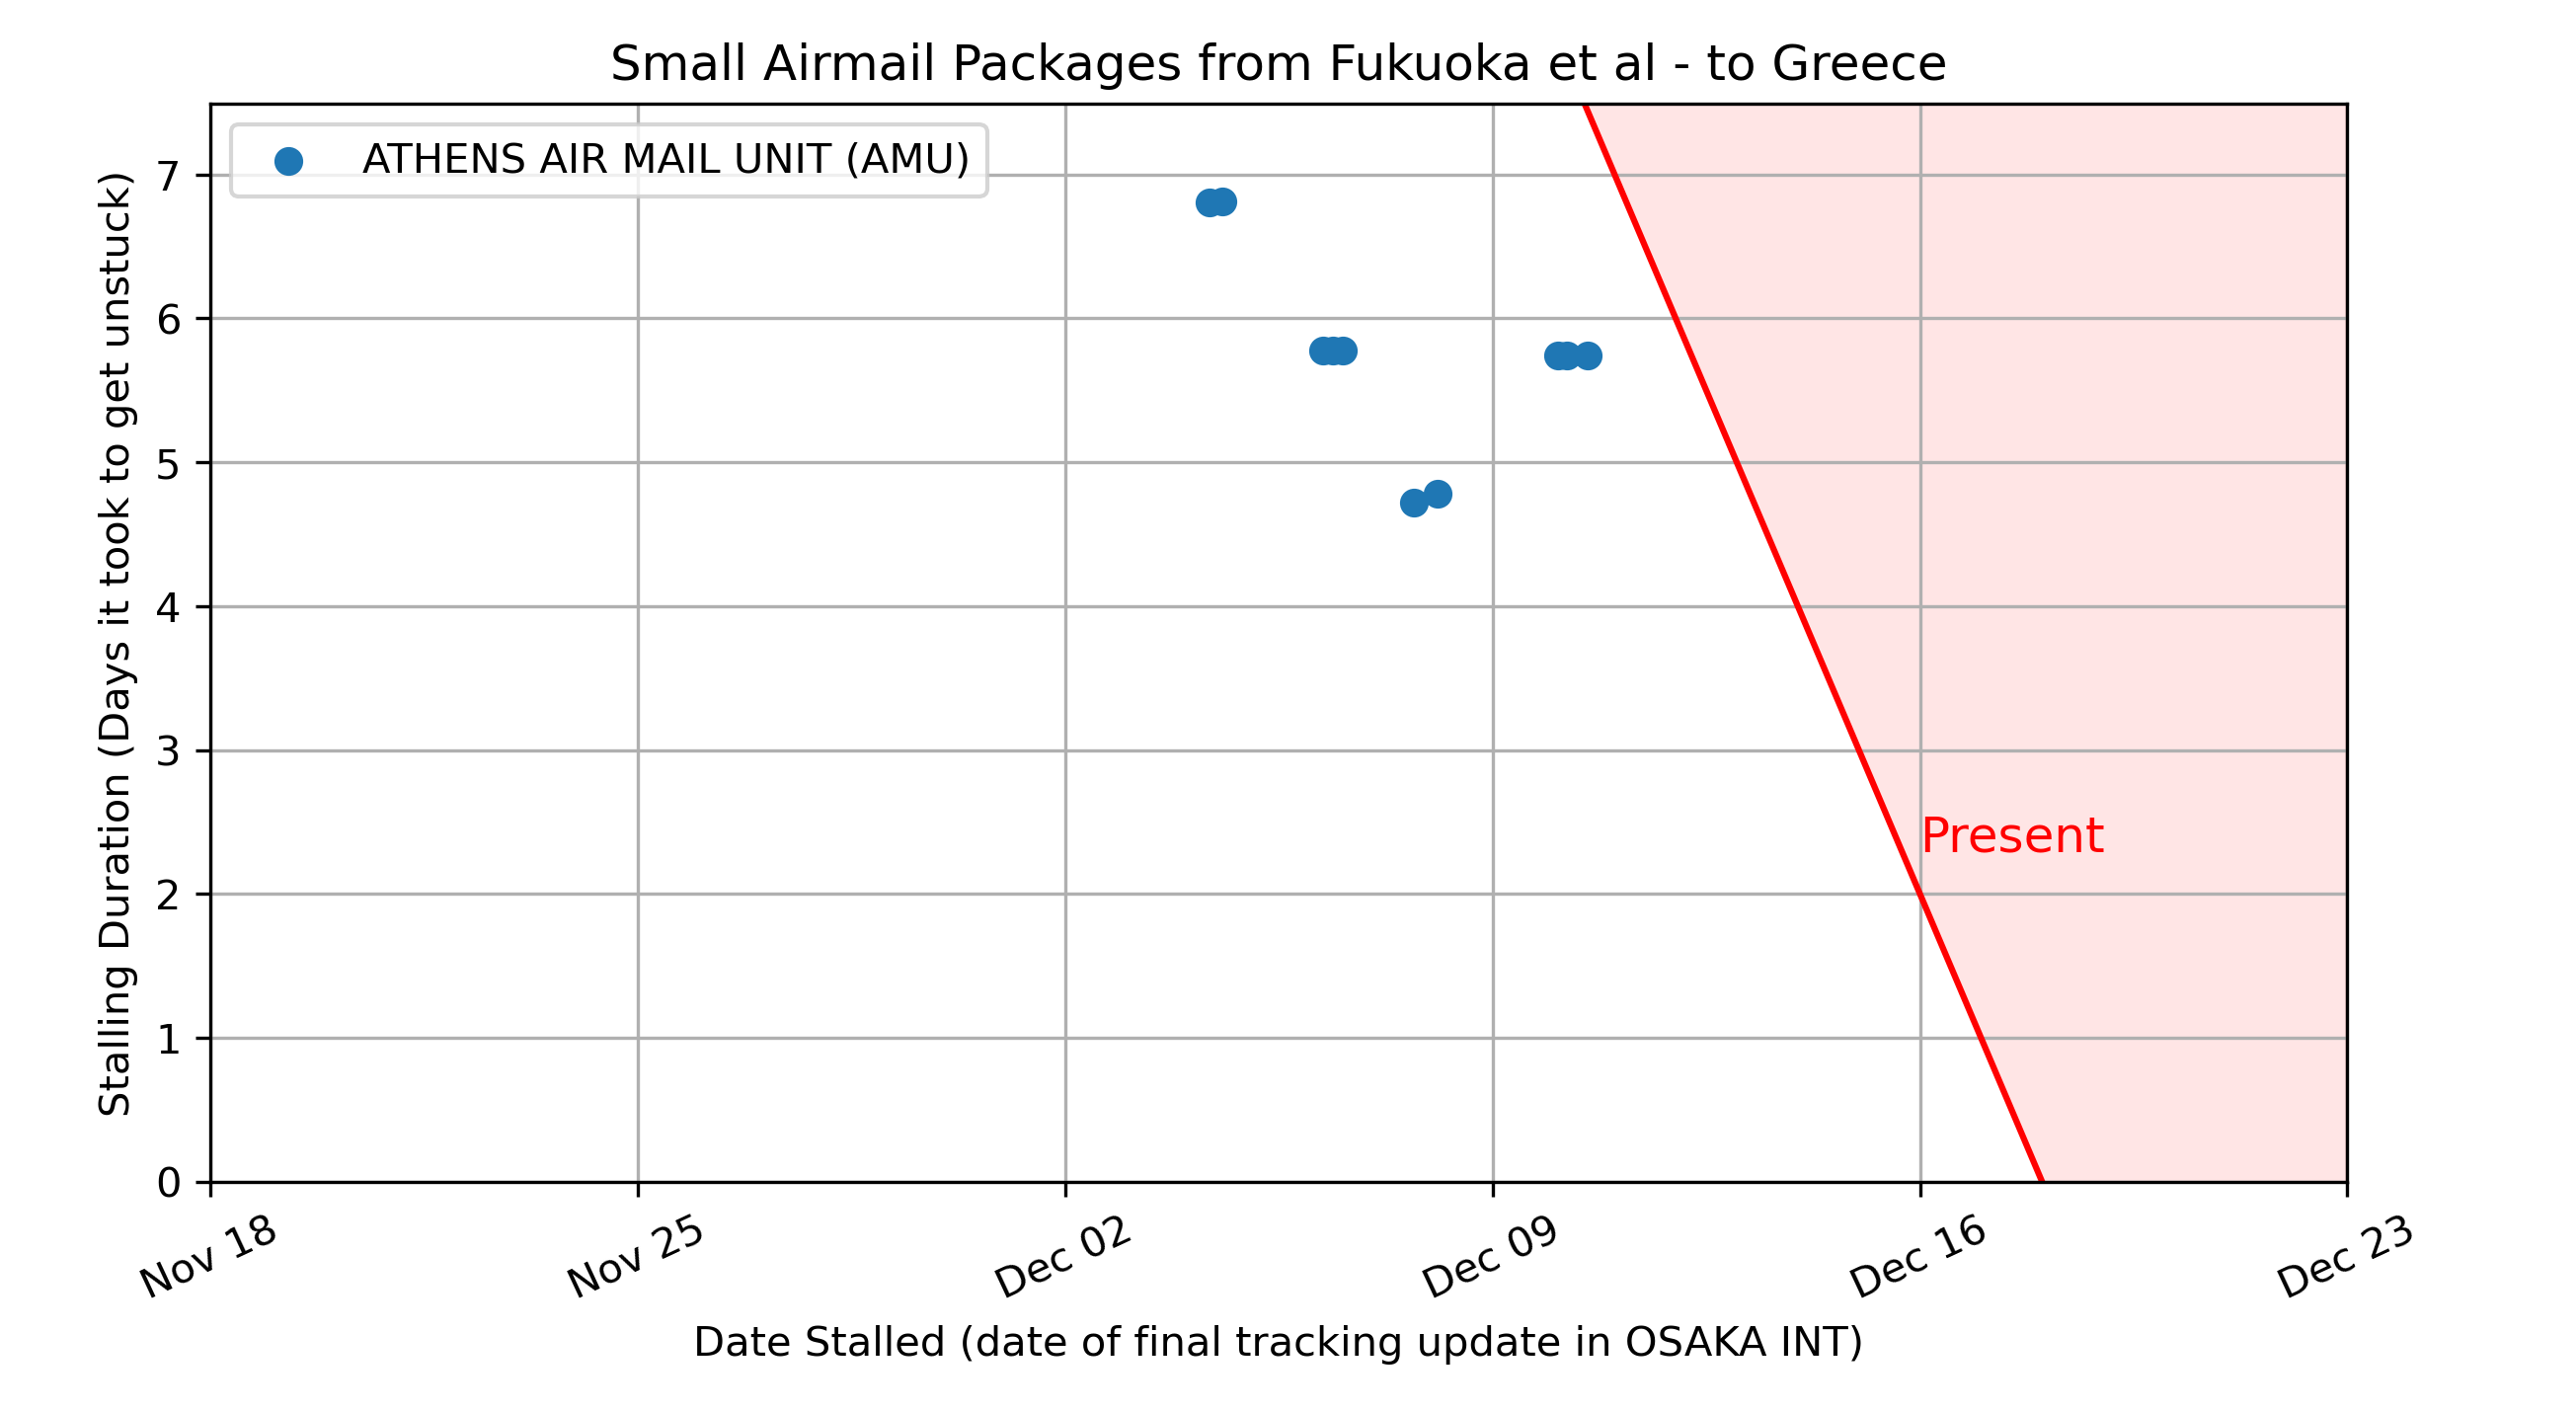 Small Airmail Packages from Fukuoka et al - to Greece
ATHENS AIR MAIL UNIT (AMU)
Stalling Duration (Days it took to get unstuck)
7
6
5
4
3
2
1
0
Present
Nov 18
Nov 25
Dec 02
Dec 09
Dec 16
Dec 23
Date Stalled (date of final tracking update in OSAKA INT)